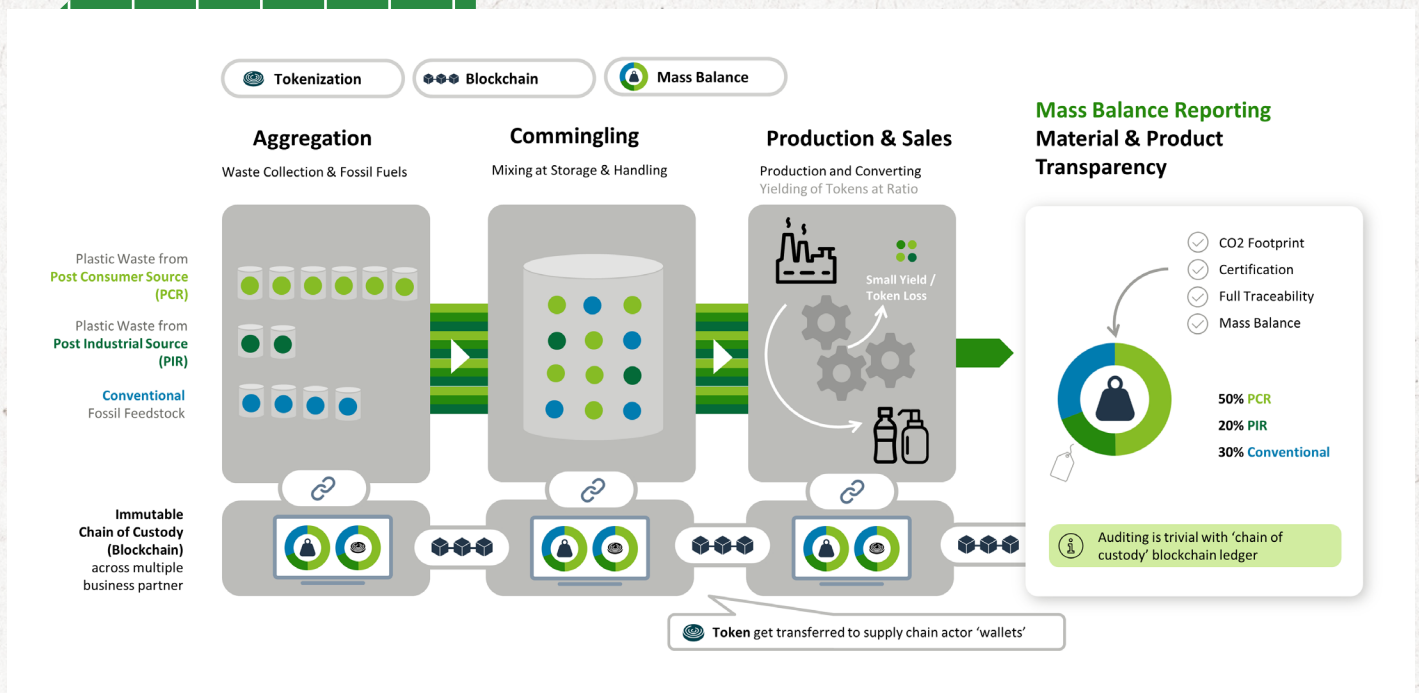 Tokenization
Blockchain
Mass Balance
Aggregation
Waste Collection & Fossil Fuels
Commingling
Mixing at Storage & Handling
Production & Sales
Production and Converting
Yielding of Tokens at Ratio
Mass Balance Reporting
Material & Product
Transparency
Plastic Waste from
Post Consumer Source
(PCR)
Plastic Waste from
Post Industrial Source
(PIR)
Conventional
Fossil Feedstock
Small Yield /
Token Loss
CO2 Footprint
Certification
Full Traceability
Mass Balance
50% PCR
20% PIR
30% Conventional
Immutable
Chain of Custody
(Blockchain)
across multiple
business partner
Auditing is trivial with ‘chain of
custody’ blockchain ledger
Token get transferred to supply chain actor ‘wallets’